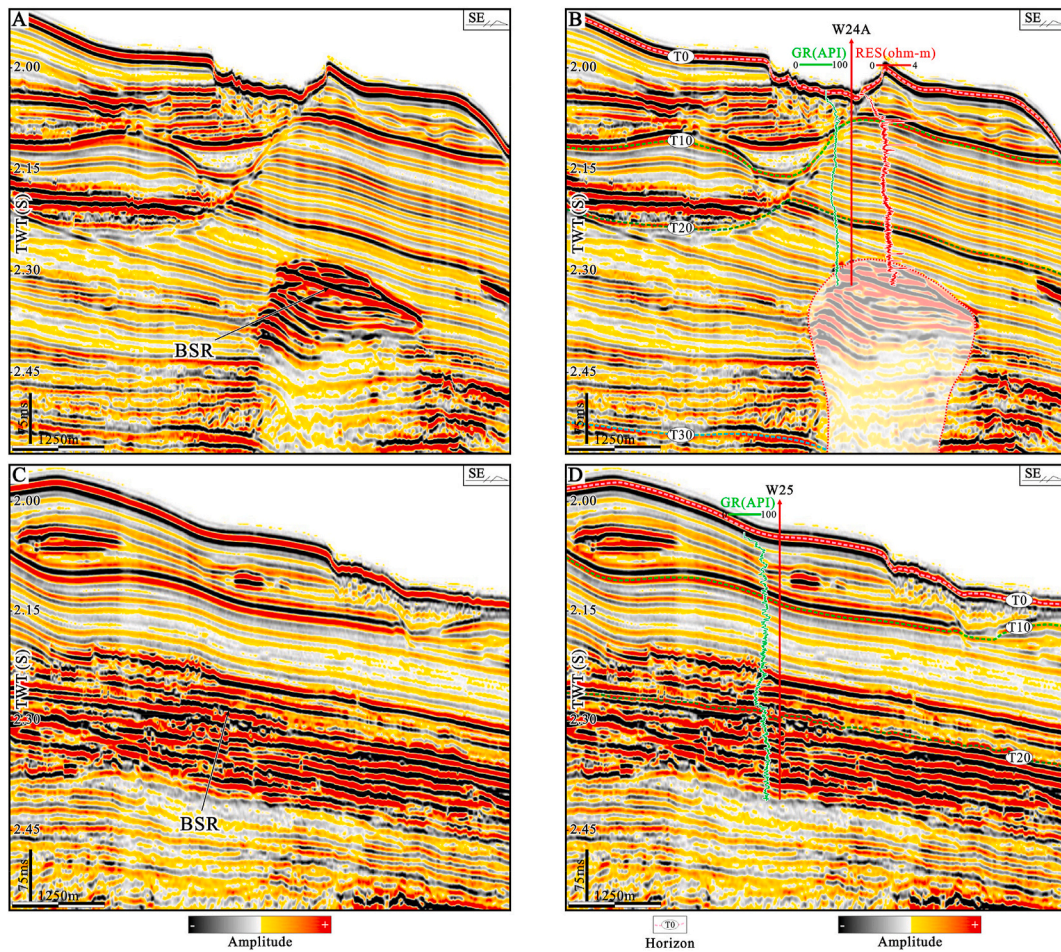 A
SE
2.00
2.15
TWT(S)
2.30
BSR
2.45
75ms
1250m
B
SE
W24A
GR(API)
RES(ohm-m)
0
100
0
4
T0
2.00
T10
2.15
TWT(S)
T20
2.30
2.45
75ms
T30
1250m
C
SE
2.00
2.15
TWT(S)
2.30
BSR
2.45
75ms
1250m
D
SE
W25
GR(API)
100
2.00
T0
T10
2.15
TWT(S)
2.30
T20
2.45
75ms
1250m
- +
Amplitude
T0
Horizon
- +
Amplitude